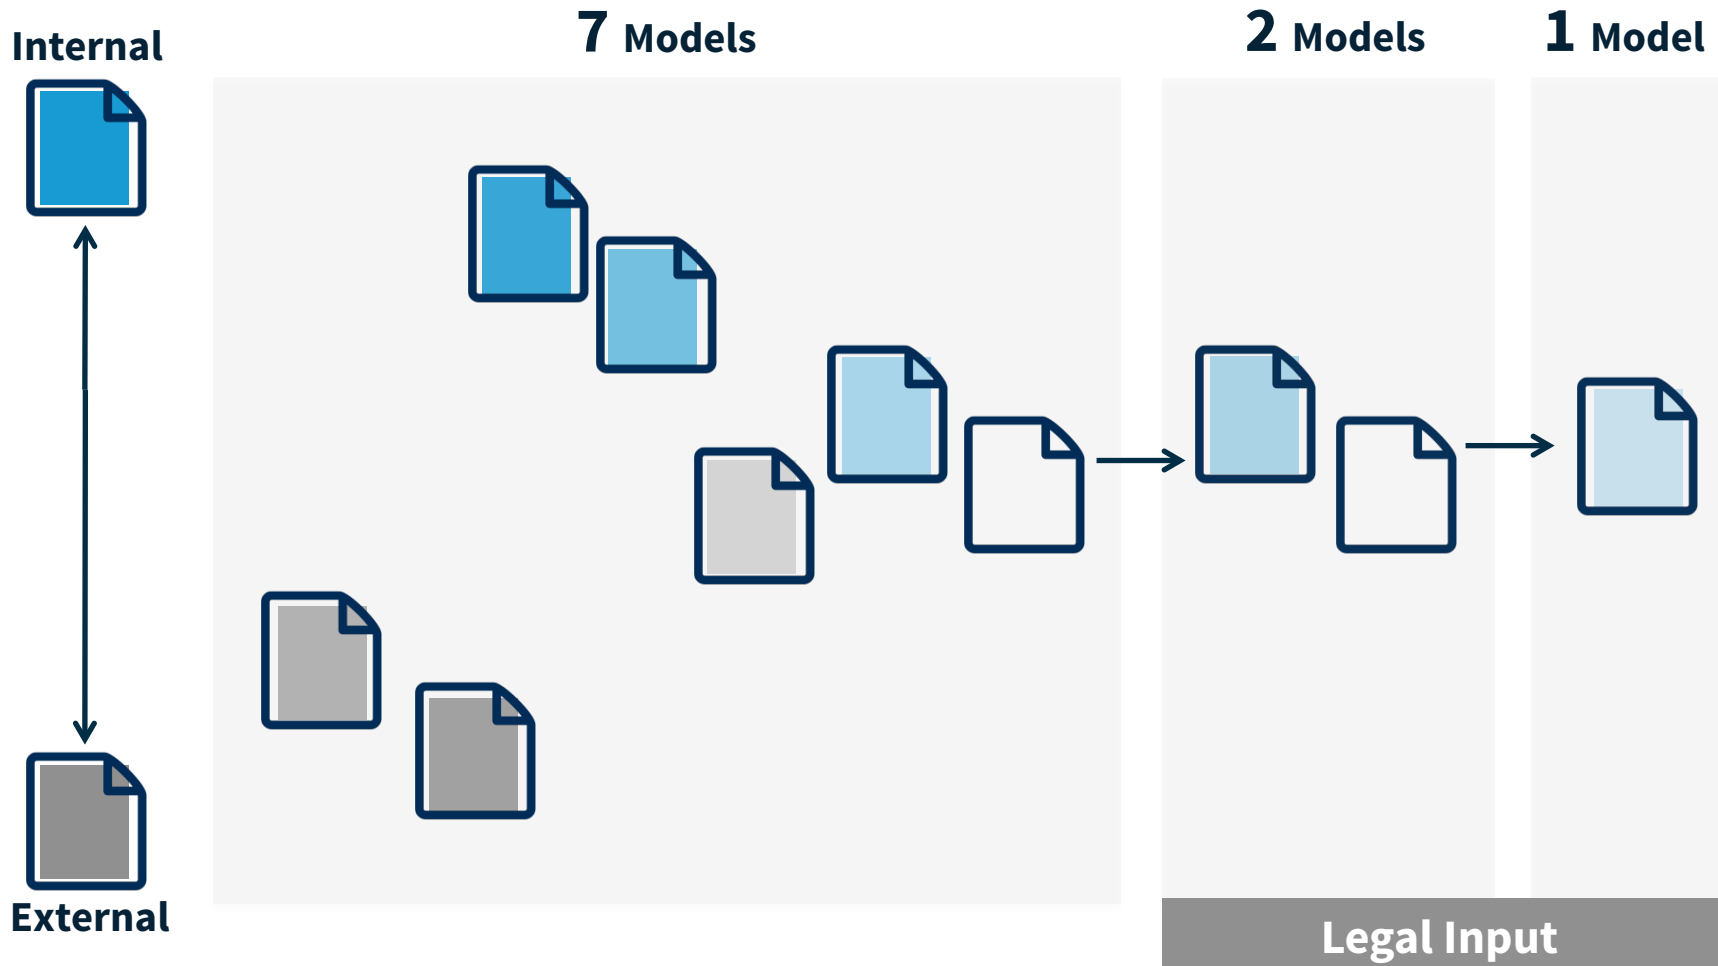 Internal
7 Models
2 Models
1 Model
External
Legal Input